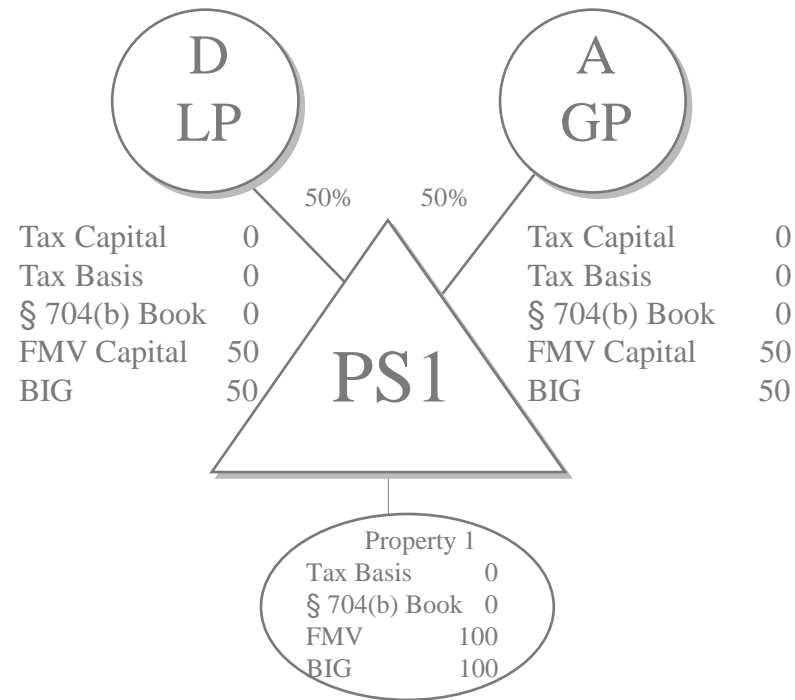 D
LP
A
GP
50%
50%
Tax Capital 0
Tax Basis 0
§ 704(b) Book 0
FMV Capital 50
BIG 50
Tax Capital 0
Tax Basis 0
§ 704(b) Book 0
FMV Capital 50
BIG 50
PS1
Property 1
Tax Basis 0
§ 704(b) Book 0
FMV 100
BIG 100